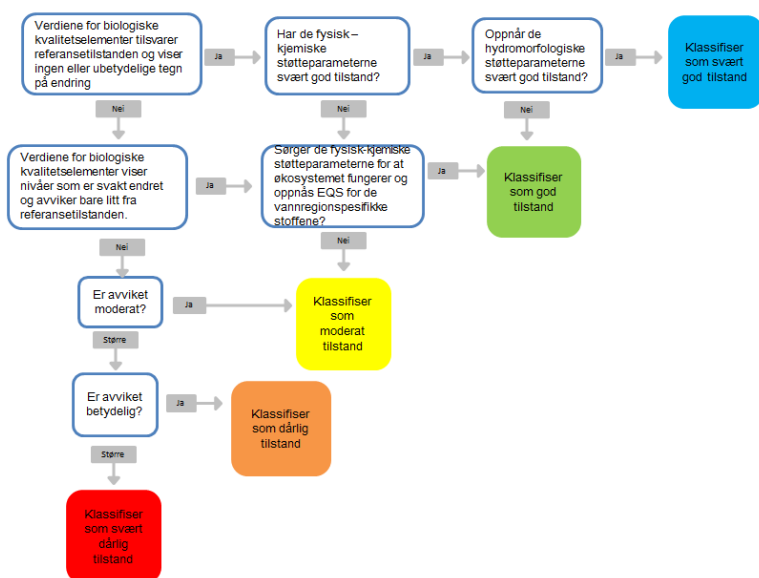 Verdiene for biologiske
kvalitetselementer tilsvarer
referansetilstanden og viser
ingen eller ubetydelige tegn
på endring
Ja
Har de fysisk –
kjemiske
støtteparameterne
svært god tilstand?
Ja
Oppnår de
hydromorfologiske
støtteparameterne
svært god tilstand?
Ja
Klassifiser
som svært
god tilstand
Nei
Nei
Nei
Verdiene for biologiske
kvalitetselementer viser
nivåer som er svakt endret
og avviker bare litt fra
referansetilstanden.
Ja
Sørger de fysisk-kjemiske
støtteparameterne for at
økosystemet fungerer og
oppnås EQS for de
vannregionspesifikke
stoffene?
Ja
Klassifiser
som god
tilstand
Nei
Nei
Er avviket
moderat?
Ja
Klassifiser
som
moderat
tilstand
Større
Er avviket
betydelig?
Ja
Klassifiser
som dårlig
tilstand
Større
Klassifiser
som svært
dårlig
tilstand